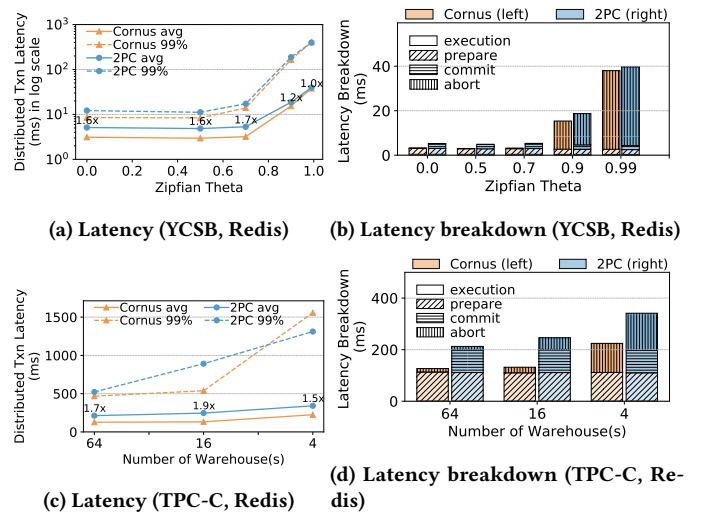 Distributed Txn Latency
(ms) in log scale
10³
10²
10¹
10⁰
Cornus avg
Cornus 99%
2PC avg
2PC 99%
1.6x
1.6x
1.7x
1.2x
1.0x
0.0 0.2 0.4 0.6 0.8 1.0
Zipfian Theta
(a) Latency (YCSB, Redis)
Cornus (left) 2PC (right)
Latency Breakdown
(ms)
40
20
0
execution
prepare
commit
abort
0.0 0.5 0.7 0.9 0.99
Zipfian Theta
(b) Latency breakdown (YCSB, Redis)
Distributed Txn Latency
(ms)
1500
1000
500
0
Cornus avg 2PC avg
Cornus 99% 2PC 99%
1.7x
1.9x
1.5x
64 16 4
Number of Warehouse(s)
(c) Latency (TPC-C, Redis)
Cornus (left) 2PC (right)
Latency Breakdown
(ms)
400
200
0
execution
prepare
commit
abort
64 16 4
Number of Warehouse(s)
(d) Latency breakdown (TPC-C, Re-
dis)